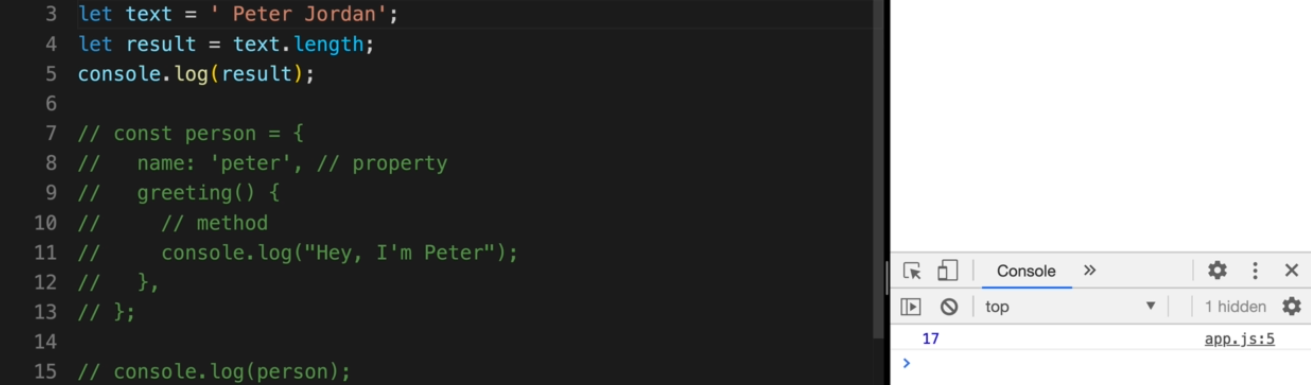 3 let text = ' Peter Jordan';
4 let result = text.length;
5 console.log(result);
6
7 // const person = {
8 //   name: 'peter', // property
9 //   greeting() {
10 //     // method
11 //     console.log("Hey, I'm Peter");
12 //   },
13 // };
14
15 // console.log(person);
Console »
top ▼ 1 hidden
17 app.js:5
>